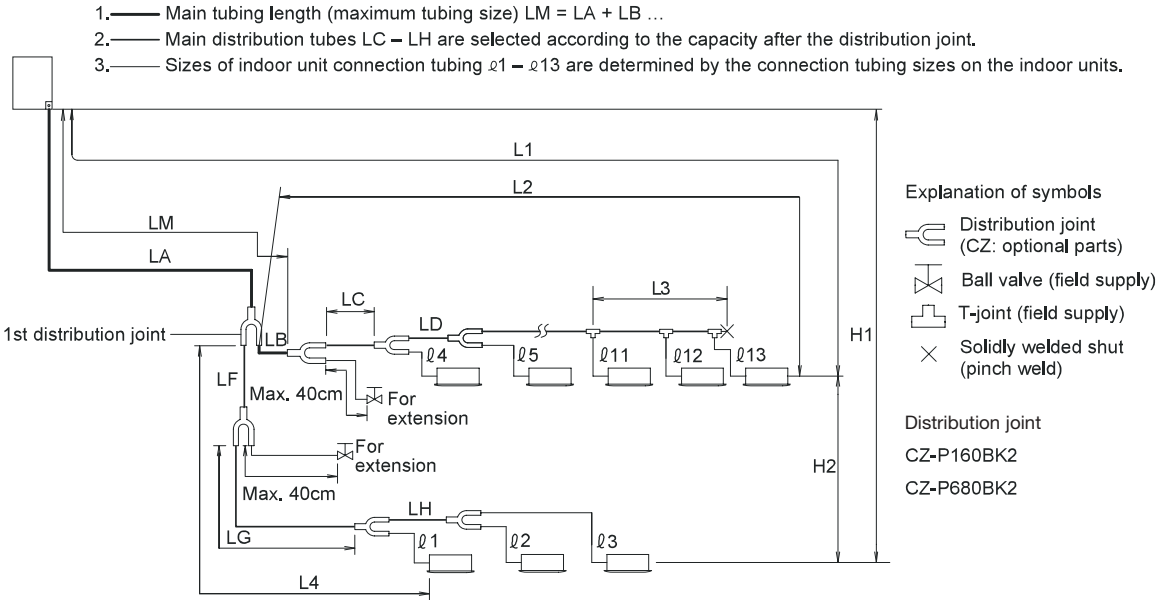 1. Main tubing length (maximum tubing size) LM = LA + LB ...
2. Main distribution tubes LC – LH are selected according to the capacity after the distribution joint.
3. Sizes of indoor unit connection tubing ℓ1 – ℓ13 are determined by the connection tubing sizes on the indoor units.
L1
L2
LM
LA
LC
LD
L3
H1
1st distribution joint
LB
ℓ4
ℓ5
ℓ11
ℓ12
ℓ13
LF
Max. 40cm
For
extension
For
extension
Max. 40cm
H2
LH
LG
ℓ1
ℓ2
ℓ3
L4
Explanation of symbols
Distribution joint
(CZ: optional parts)
Ball valve (field supply)
T-joint (field supply)
Solidly welded shut
(pinch weld)
Distribution joint
CZ-P160BK2
CZ-P680BK2